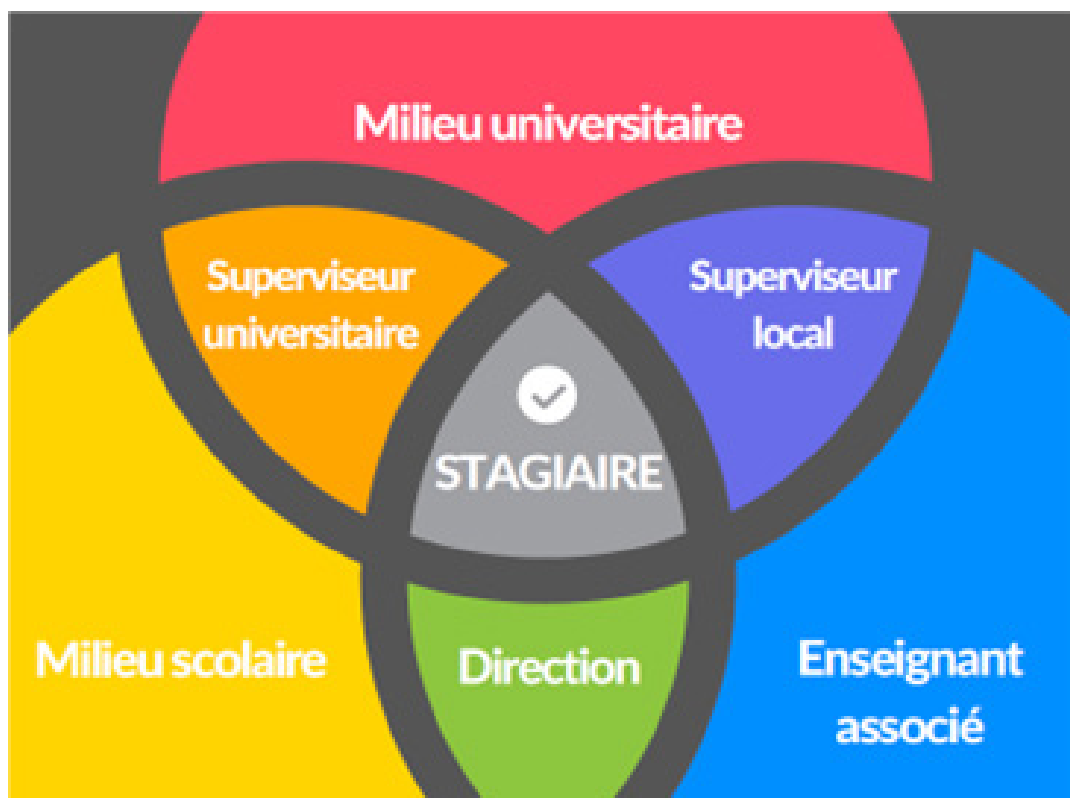 Milieu universitaire
Superviseur
universitaire
Superviseur
local
STAGIAIRE
Milieu scolaire
Direction
Enseignant
associé